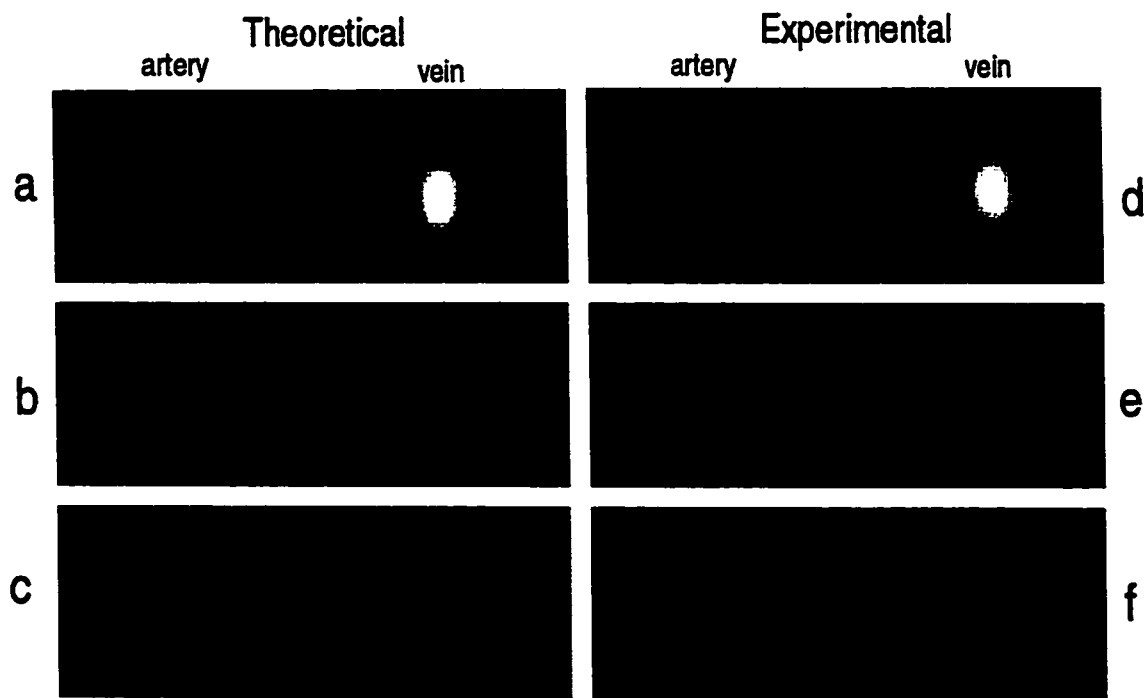 Theoretical Experimental
artery vein artery vein
a d
b e
c f